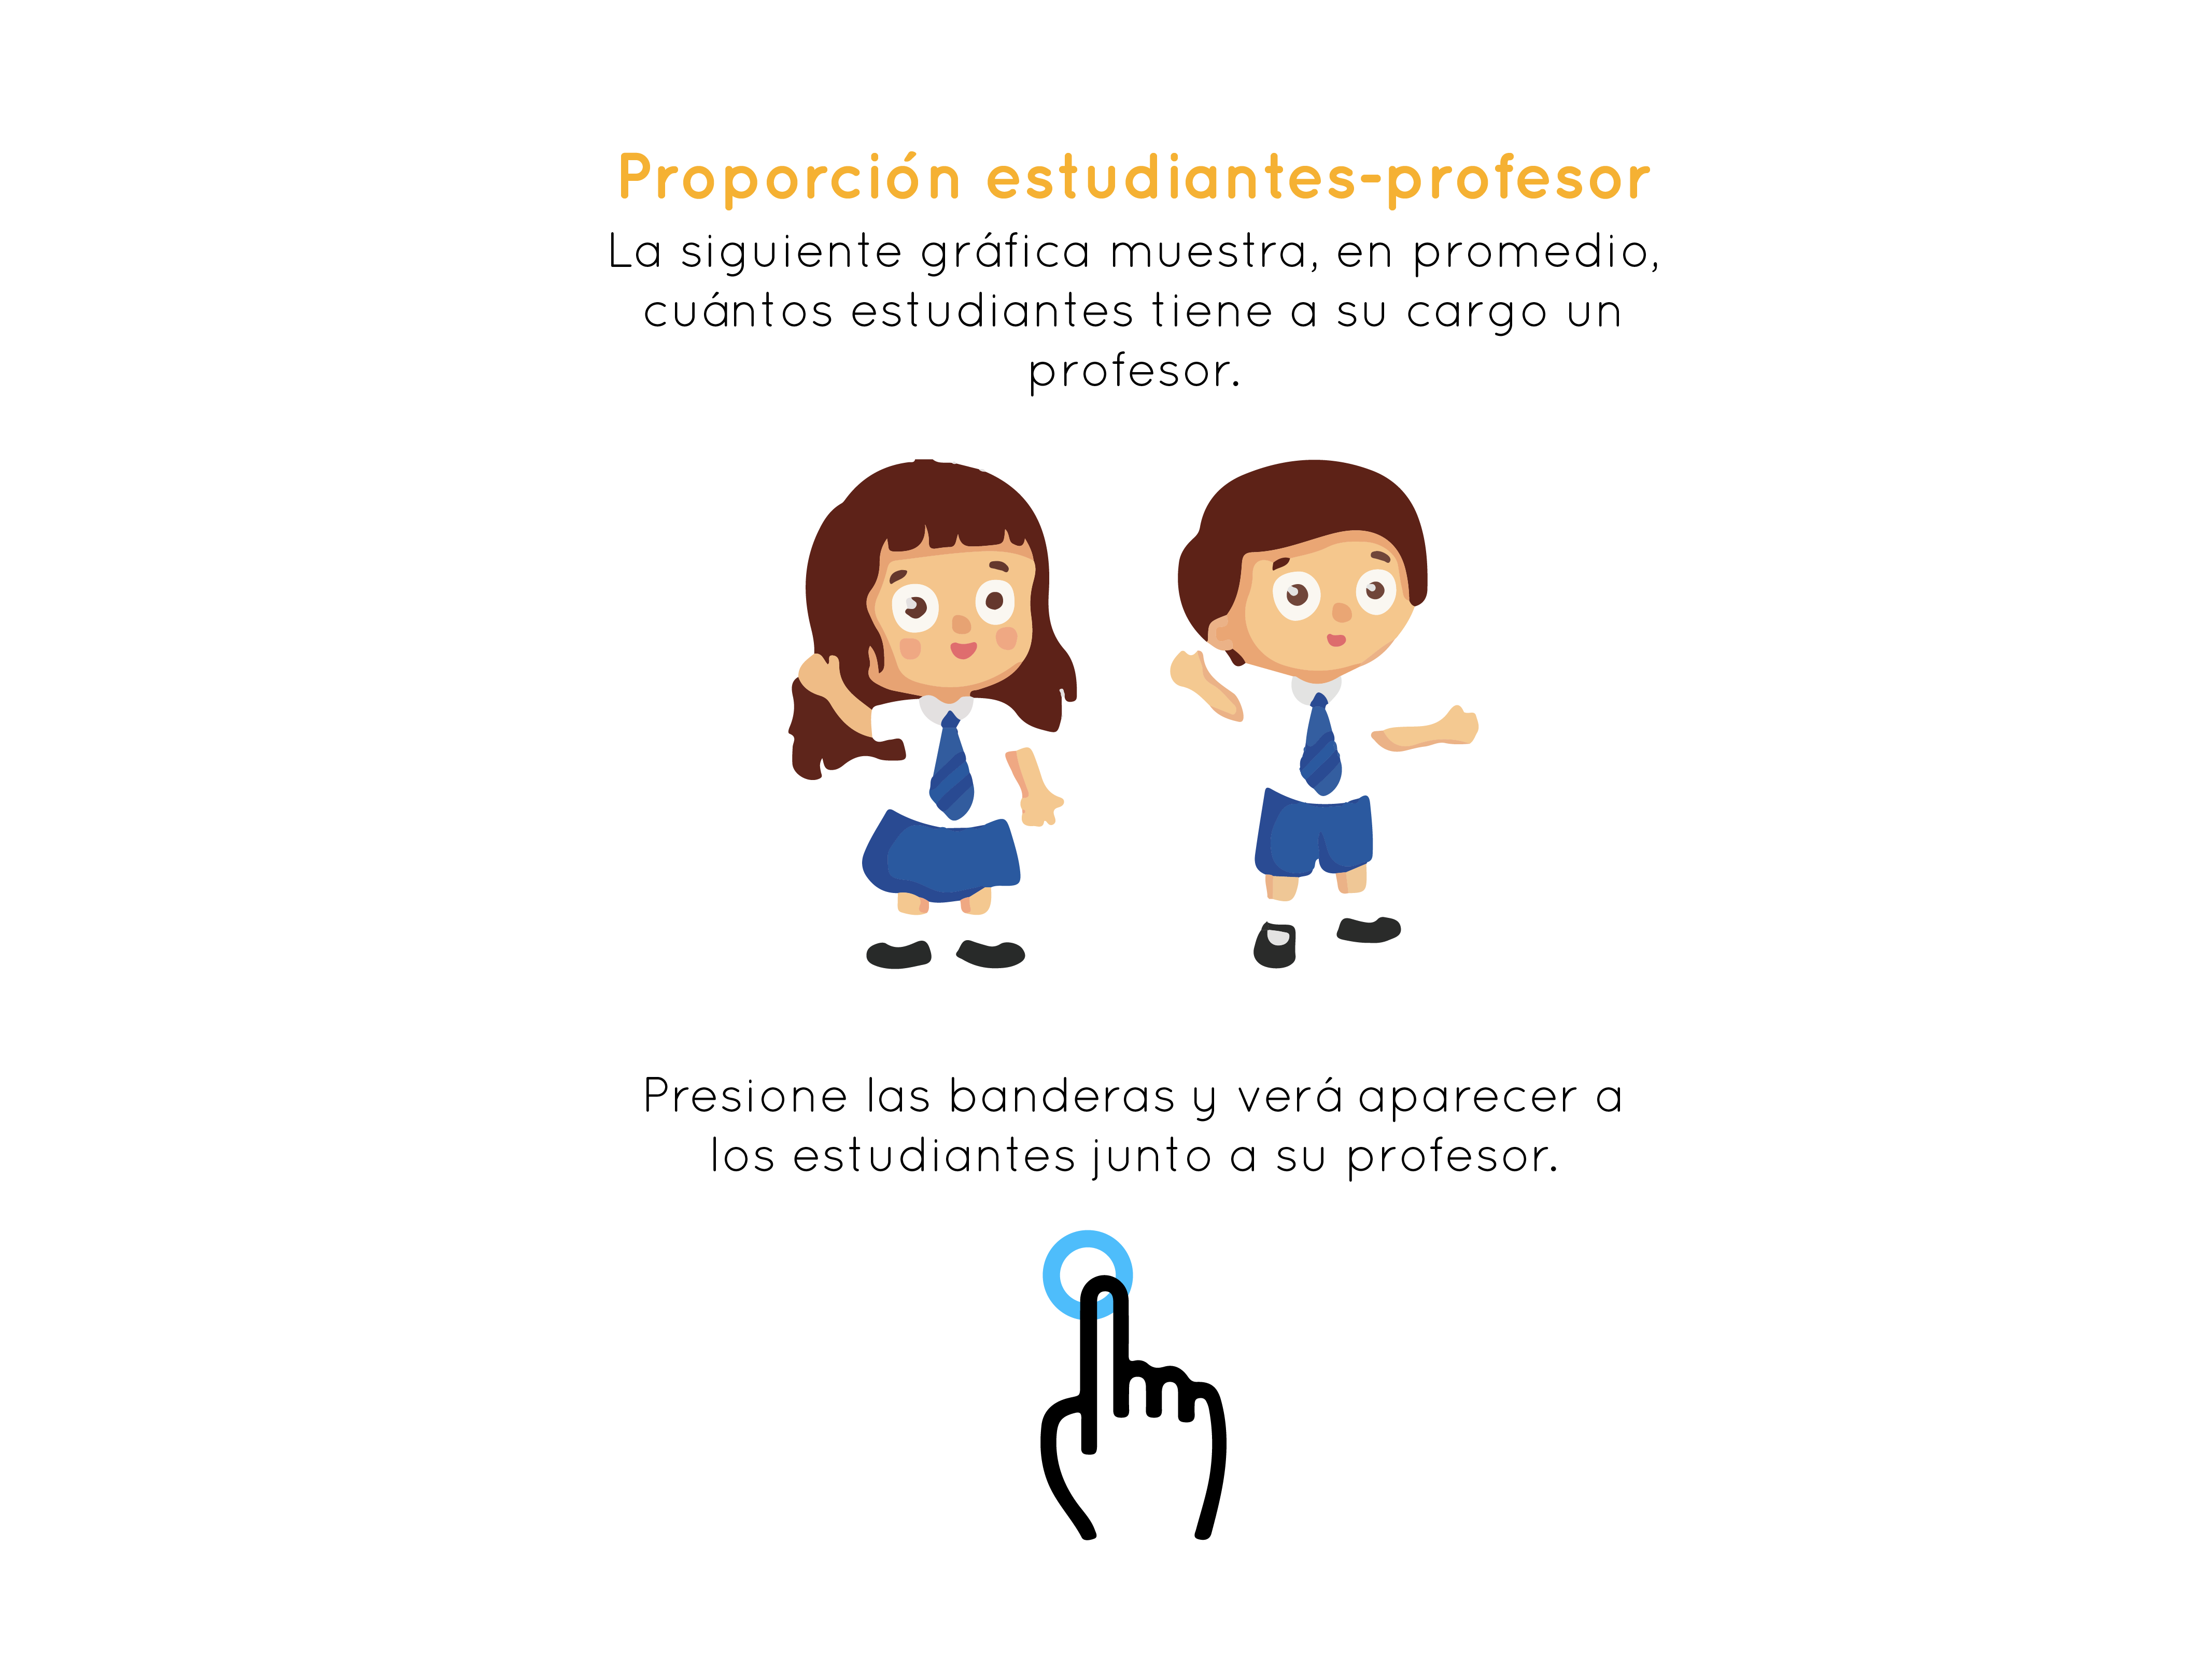 Proporción estudiantes-profesor
La siguiente gráfica muestra, en promedio,
cuántos estudiantes tiene a su cargo un
profesor.
Presione las banderas y verá aparecer a
los estudiantes junto a su profesor.